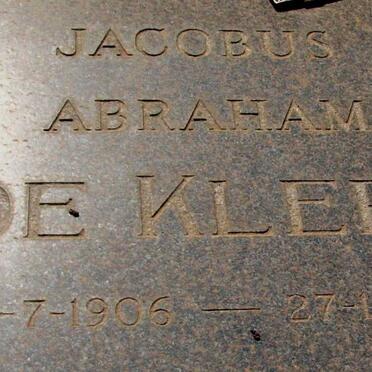 JACOBUS
ABRAHAM
DE KLE
-7-1906 — 27-1